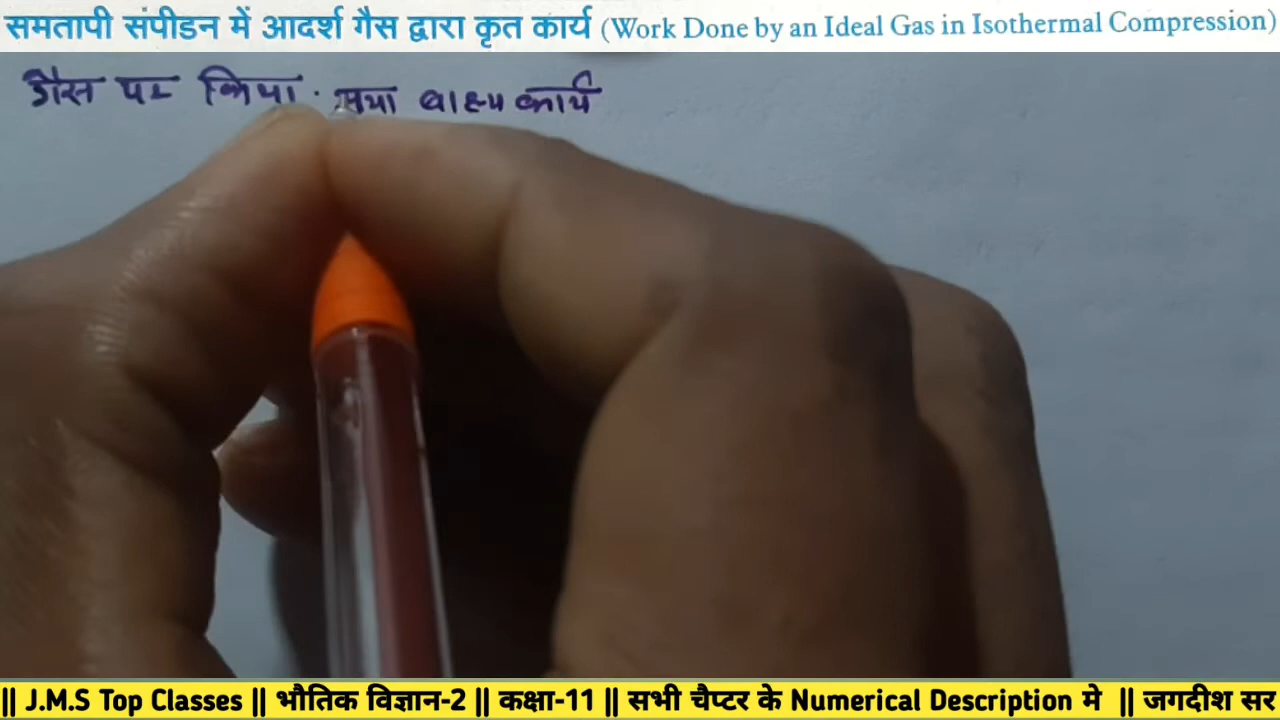 समतापी संपीडन में आदर्श गैस द्वारा कृत कार्य (Work Done by an Ideal Gas in Isothermal Compression)
गैस पर किया गया बाह्य कार्य
|| J.M.S Top Classes || भौतिक विज्ञान-2 || कक्षा-11 || सभी चैप्टर के Numerical Description मे || जगदीश सर